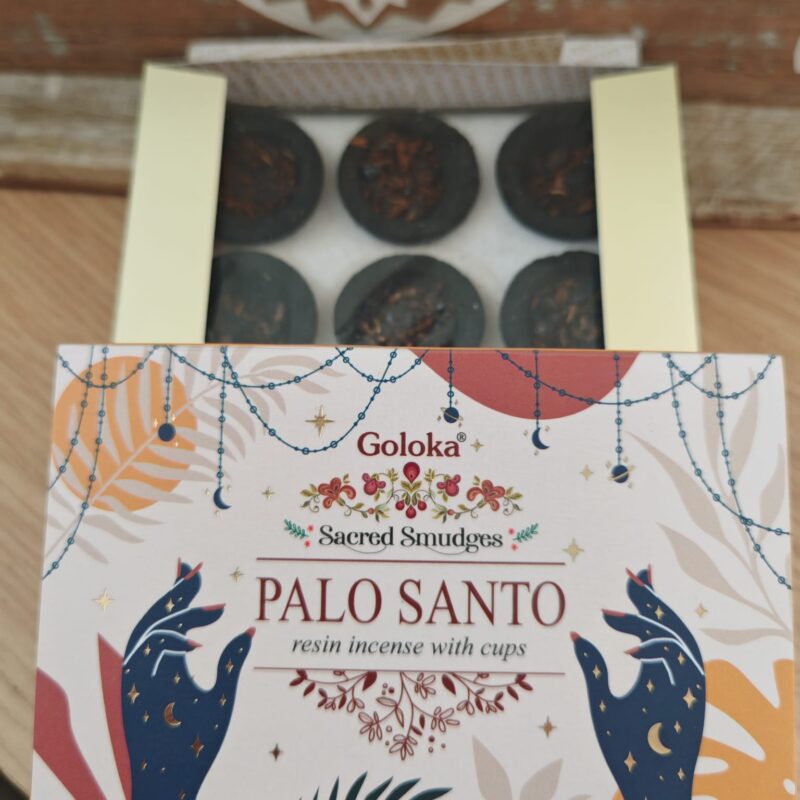 Goloka®
Sacred Smudges
PALO SANTO
resin incense with cups